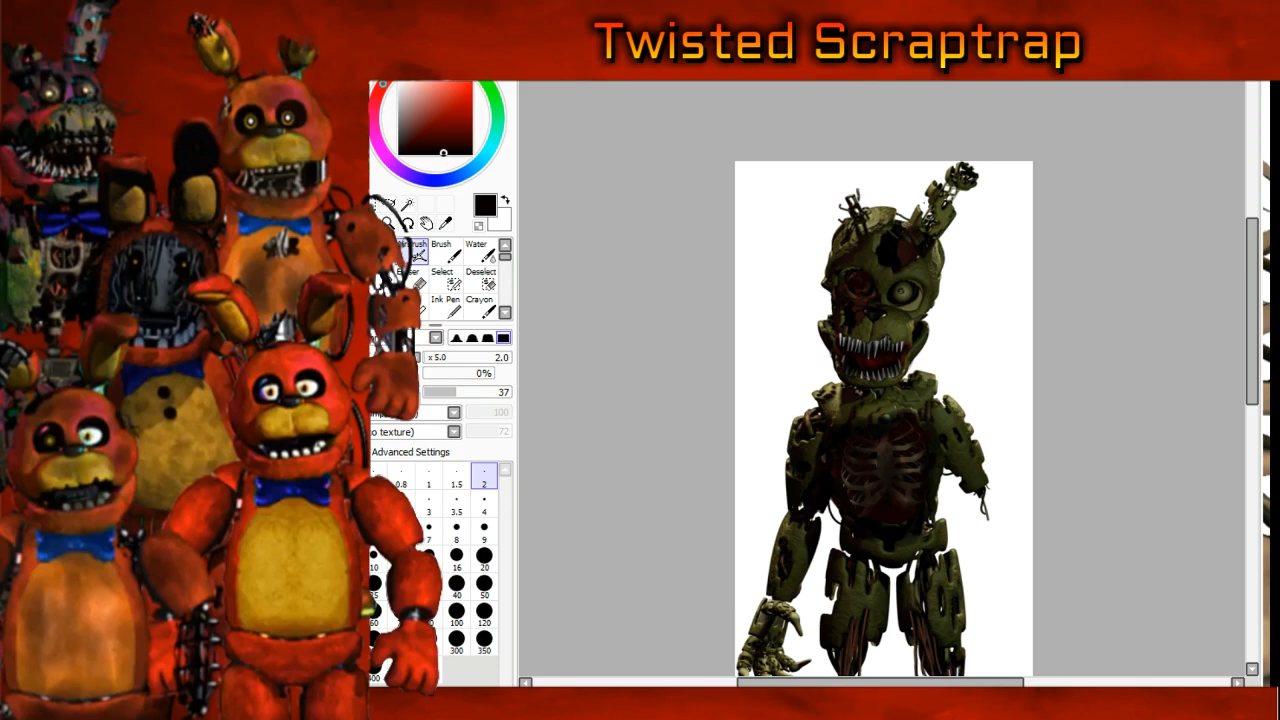 Twisted Scraptrap
Brush Water
Select Deselect
Ink Pen Crayon
x 5.0 2.0
0%
37
100
72
Advanced Settings
0.8 1 1.5 2
3 3.5 4
7 8 9
10 16 20
40 50
100 120
300 350